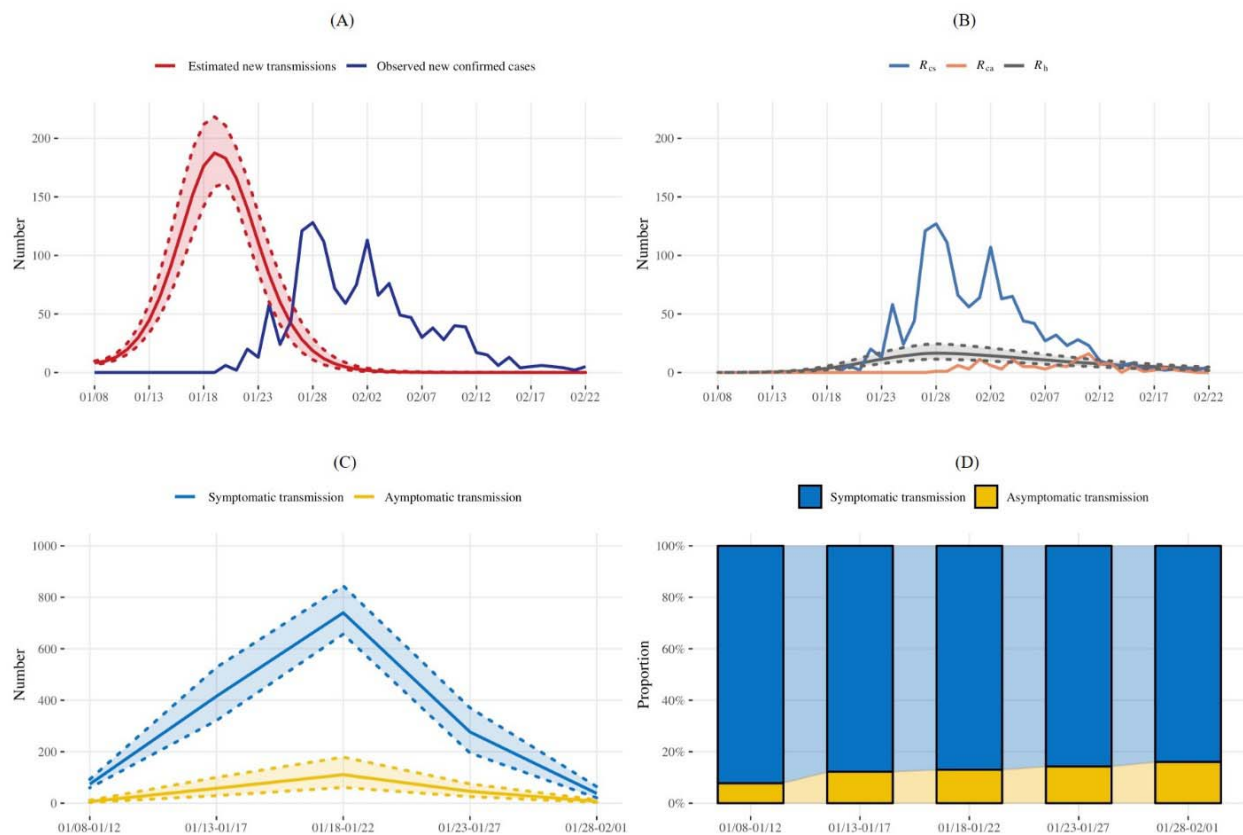 (A)
Estimated new transmissions Observed new confirmed cases
200
150
100
50
0
Number
01/08 01/13 01/18 01/23 01/28 02/02 02/07 02/12 02/17 02/22
(B)
Rcs Rca Rh
200
150
100
50
0
Number
01/08 01/13 01/18 01/23 01/28 02/02 02/07 02/12 02/17 02/22
(C)
Symptomatic transmission Aymptomatic transmission
1000
800
600
400
200
0
Number
01/08-01/12 01/13-01/17 01/18-01/22 01/23-01/27 01/28-02/01
(D)
Symptomatic transmission Asymptomatic transmission
100%
80%
60%
40%
20%
0%
Proportion
01/08-01/12 01/13-01/17 01/18-01/22 01/23-01/27 01/28-02/01